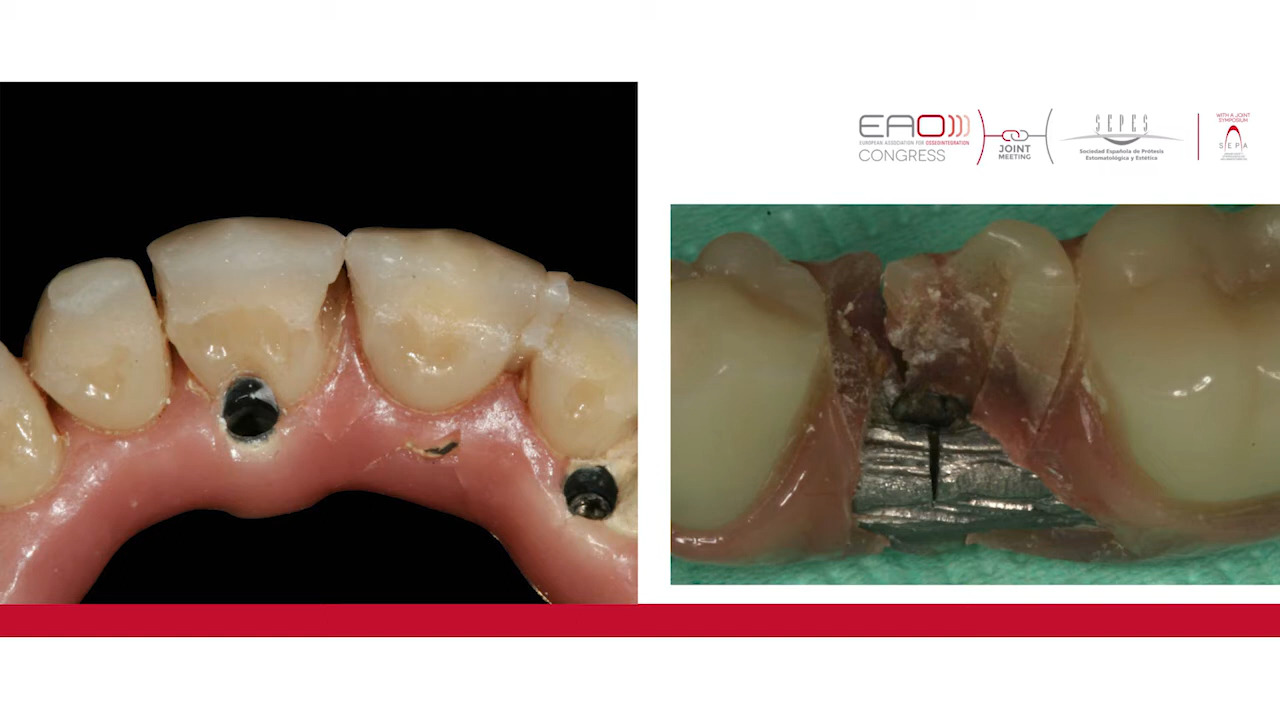 EAO
EUROPEAN ASSOCIATION FOR OSSEOINTEGRATION
CONGRESS
JOINT
MEETING
SEPES
Sociedad Española de Prótesis
Estomatológica y Estética
WITH A JOINT
SYMPOSIUM
SEPA